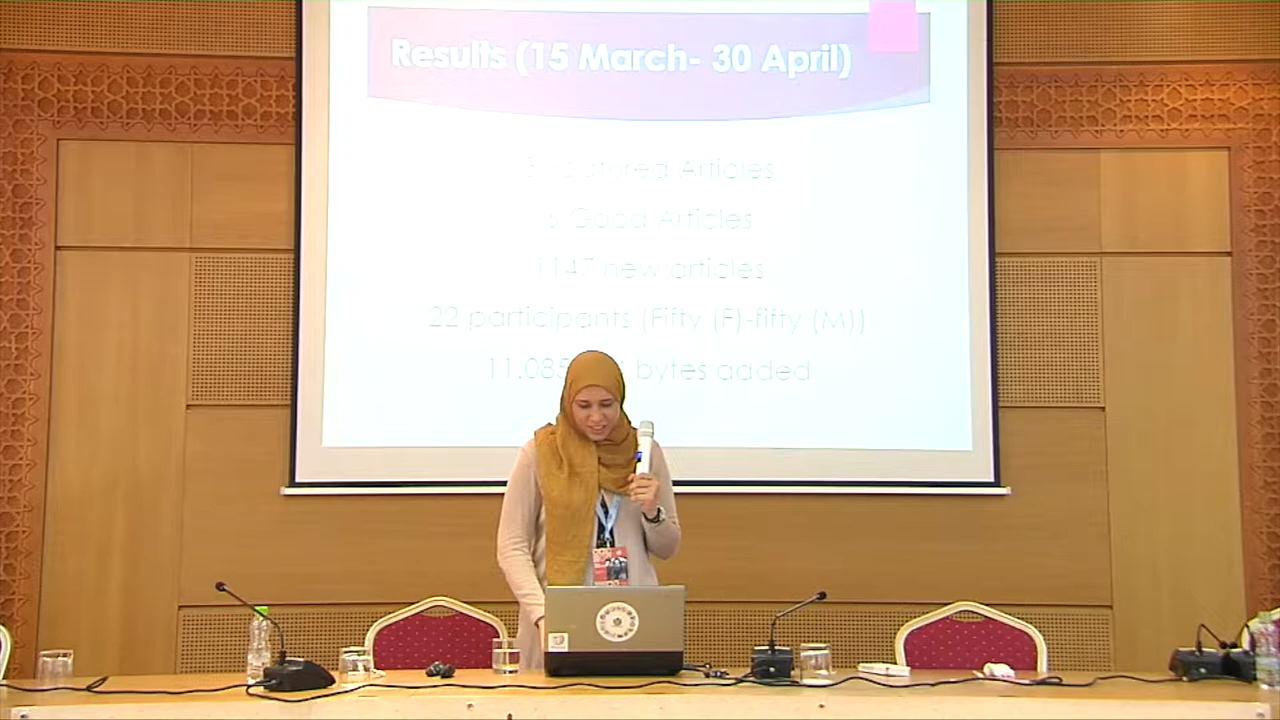 Results (15 March- 30 April)
Featured Articles
Good Articles
1147 new articles
22 participants (Fifty (F)-fifty (M))
bytes added